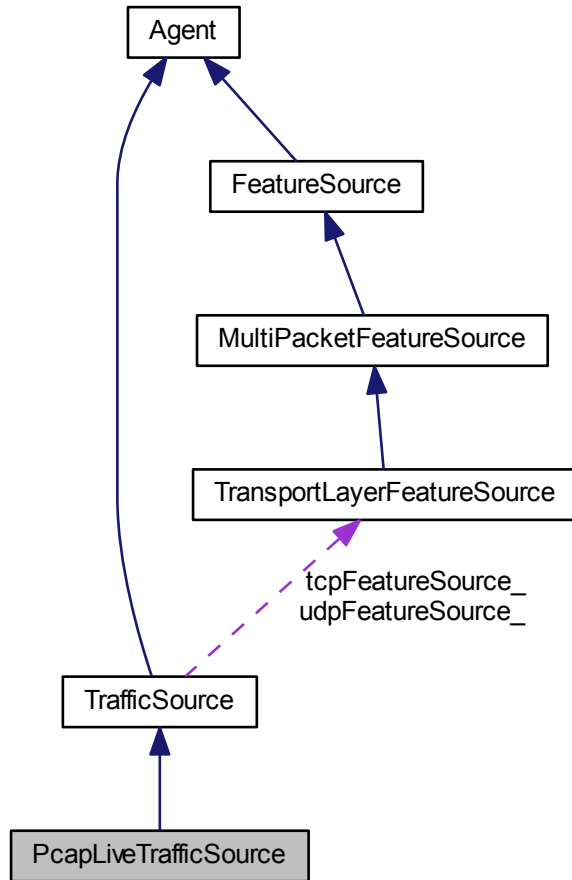 Agent
FeatureSource
MultiPacketFeatureSource
TransportLayerFeatureSource
tcpFeatureSource_
udpFeatureSource_
TrafficSource
PcapLiveTrafficSource